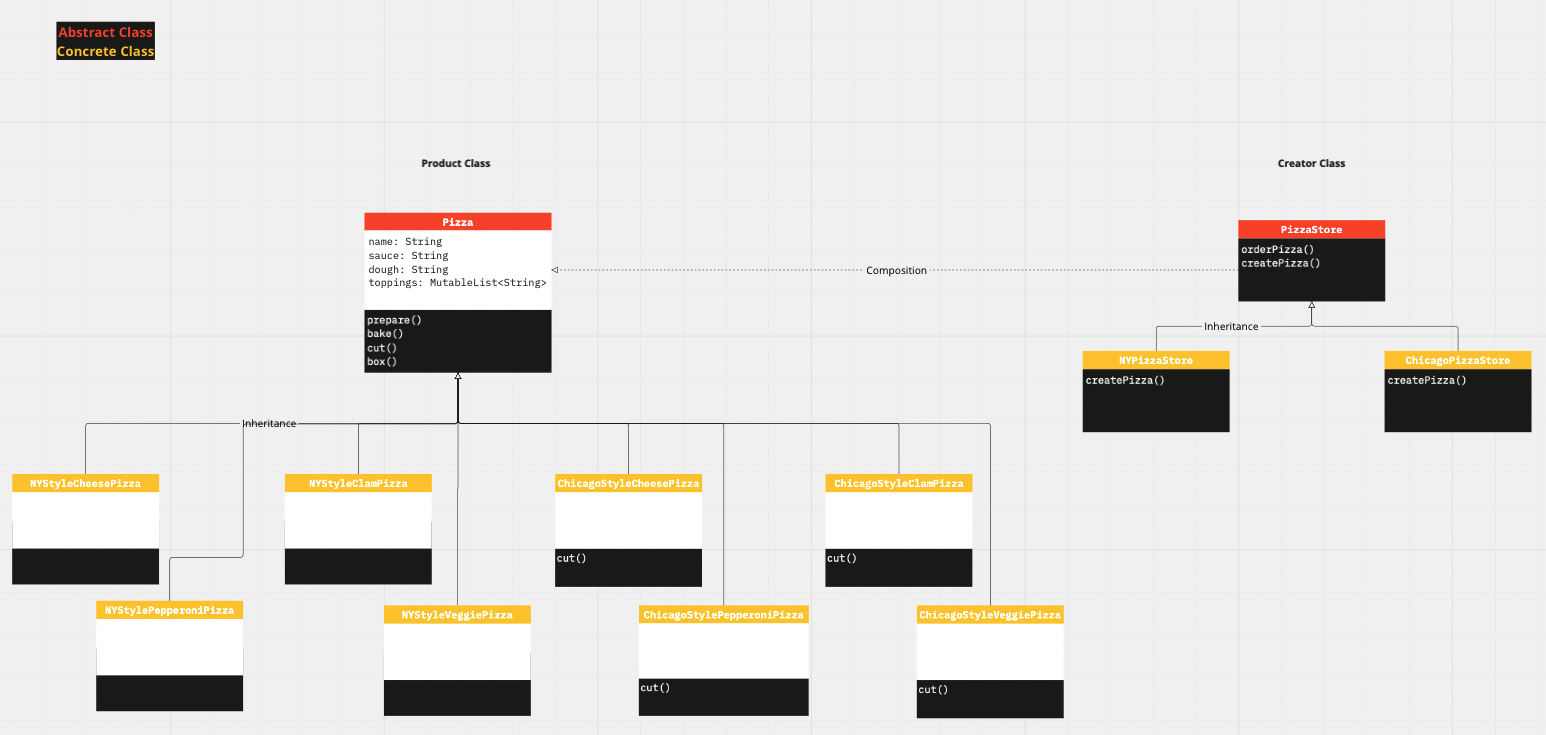 Abstract Class
Concrete Class
Product Class
Creator Class
Pizza
name: String
sauce: String
dough: String
toppings: MutableList<String>
prepare()
bake()
cut()
box()
Composition
PizzaStore
orderPizza()
createPizza()
Inheritance
NYPizzaStore
createPizza()
ChicagoPizzaStore
createPizza()
Inheritance
NYStyleCheesePizza
NYStyleClamPizza
ChicagoStyleCheesePizza
cut()
ChicagoStyleClamPizza
cut()
NYStylePepperoniPizza
NYStyleVeggiePizza
ChicagoStylePepperoniPizza
cut()
ChicagoStyleVeggiePizza
cut()